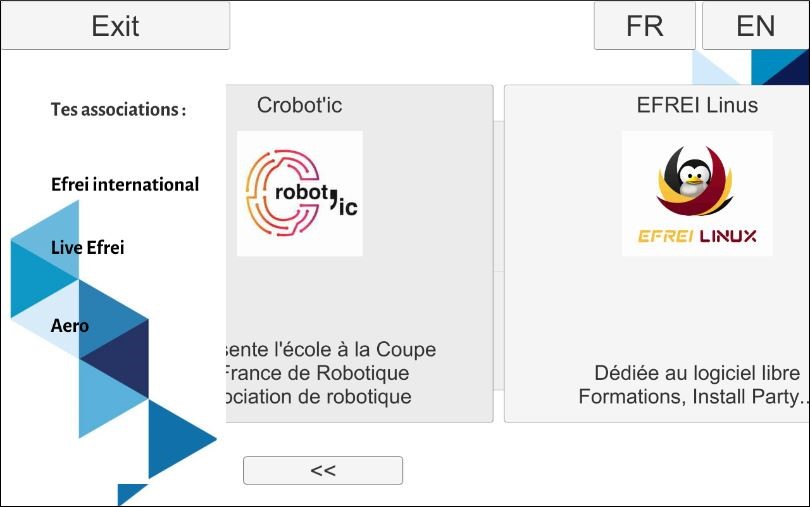 Exit
FR
EN
Tes associations :
Efrei international
Live Efrei
Aero
Crobot'ic
Crobot'ic
sente l'école à la Coupe
France de Robotique
ociation de robotique
EFREI Linus
EFREI LINUX
Dédiée au logiciel libre
Formations, Install Party..
<<